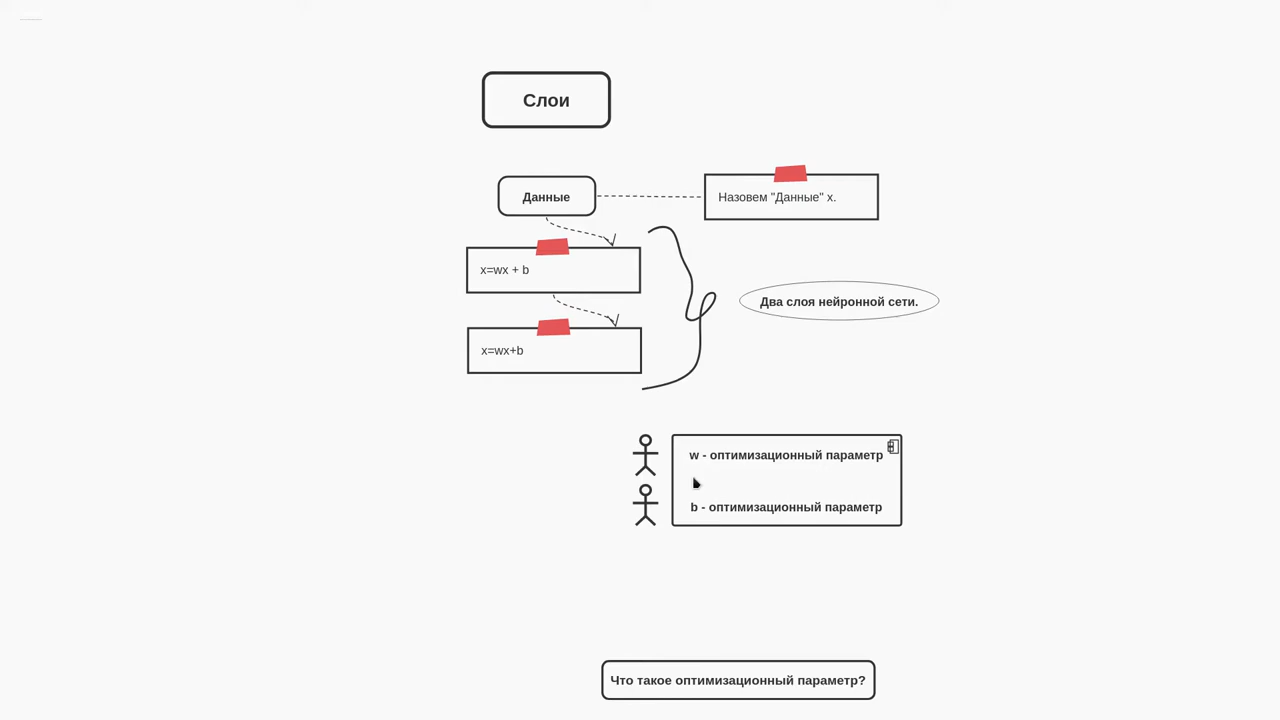 Слои
Данные
Назовем "Данные" x.
x=wx + b
Два слоя нейронной сети.
x=wx+b
w - оптимизационный параметр
b - оптимизационный параметр
Что такое оптимизационный параметр?